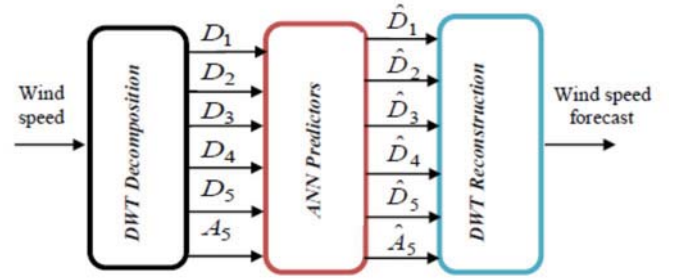 Wind
speed
DWT Decomposition
D₁
D₂
D₃
D₄
D₅
A₅
ANN Predictors
D̂₁
D̂₂
D̂₃
D̂₄
D̂₅
Â₅
DWT Reconstruction
Wind speed
forecast